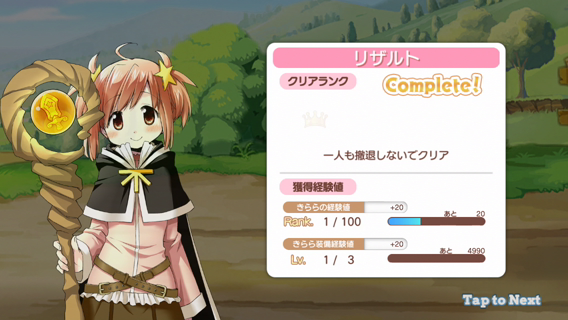 リザルト
クリアランク
Complete!
一人も撤退しないでクリア
獲得経験値
きららの経験値 +20
Rank. 1 / 100 あと 20
きらら装備経験値 +20
Lv. 1 / 3 あと 4990
Tap to Next